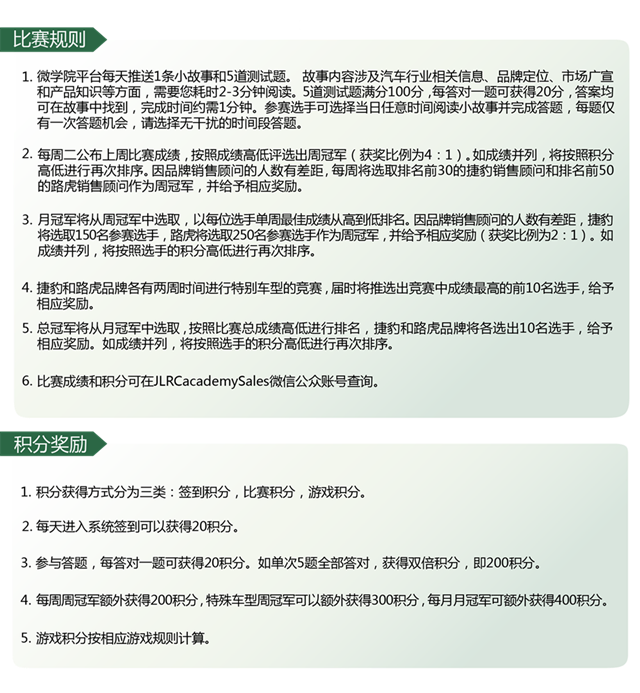 比赛规则
1. 微学院平台每天推送1条小故事和5道测试题。 故事内容涉及汽车行业相关信息、品牌定位、市场广宣
和产品知识等方面,需要您耗时2-3分钟阅读。5道测试题满分100分,每答对一题可获得20分,答案均
可在故事中找到,完成时间约需1分钟。参赛选手可选择当日任意时间阅读小故事并完成答题,每题仅
有一次答题机会,请选择无干扰的时间段答题。
2. 每周二公布上周比赛成绩,按照成绩高低评选出周冠军(获奖比例为4:1)。如成绩并列,将按照积分
高低进行再次排序。因品牌销售顾问的人数有差距,每周将选取排名前30的捷豹销售顾问和排名前50
的路虎销售顾问作为周冠军,并给予相应奖励。
3. 月冠军将从周冠军中选取,以每位选手单周最佳成绩从高到低排名。因品牌销售顾问的人数有差距,捷豹
将选取150名参赛选手,路虎将选取250名参赛选手作为周冠军,并给予相应奖励(获奖比例为2:1)。如
成绩并列,将按照选手的积分高低进行再次排序。
4. 捷豹和路虎品牌各有两周时间进行特别车型的竞赛,届时将推选出竞赛中成绩最高的前10名选手,给予
相应奖励。
5. 总冠军将从月冠军中选取,按照比赛总成绩高低进行排名,捷豹和路虎品牌将各选出10名选手,给予
相应奖励。如成绩并列,将按照选手的积分高低进行再次排序。
6. 比赛成绩和积分可在JLRCacademySales微信公众账号查询。
积分奖励
1. 积分获得方式分为三类:签到积分,比赛积分,游戏积分。
2. 每天进入系统签到可以获得20积分。
3. 参与答题,每答对一题可获得20积分。如单次5题全部答对,获得双倍积分,即200积分。
4. 每周周冠军额外获得200积分,特殊车型周冠军可以额外获得300积分,每月月冠军可额外获得400积分。
5. 游戏积分按相应游戏规则计算。